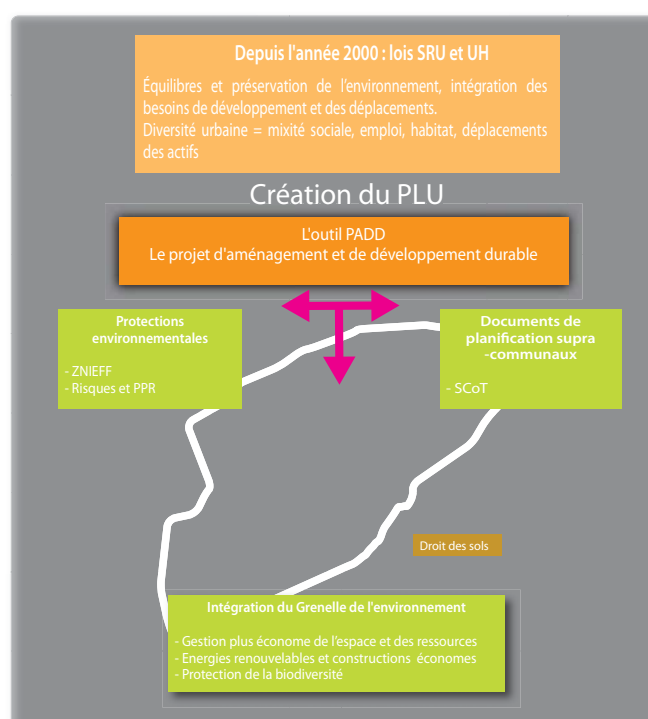 Depuis l'année 2000 : lois SRU et UH
Équilibres et préservation de l'environnement, intégration des
besoins de développement et des déplacements.
Diversité urbaine = mixité sociale, emploi, habitat, déplacements
des actifs
Création du PLU
L'outil PADD
Le projet d'aménagement et de développement durable
Protections
environnementales
- ZNIEFF
- Risques et PPR
Documents de
planification supra
-communaux
- SCoT
Droit des sols
Intégration du Grenelle de l'environnement
- Gestion plus économe de l'espace et des ressources
- Energies renouvelables et constructions économes
- Protection de la biodiversité